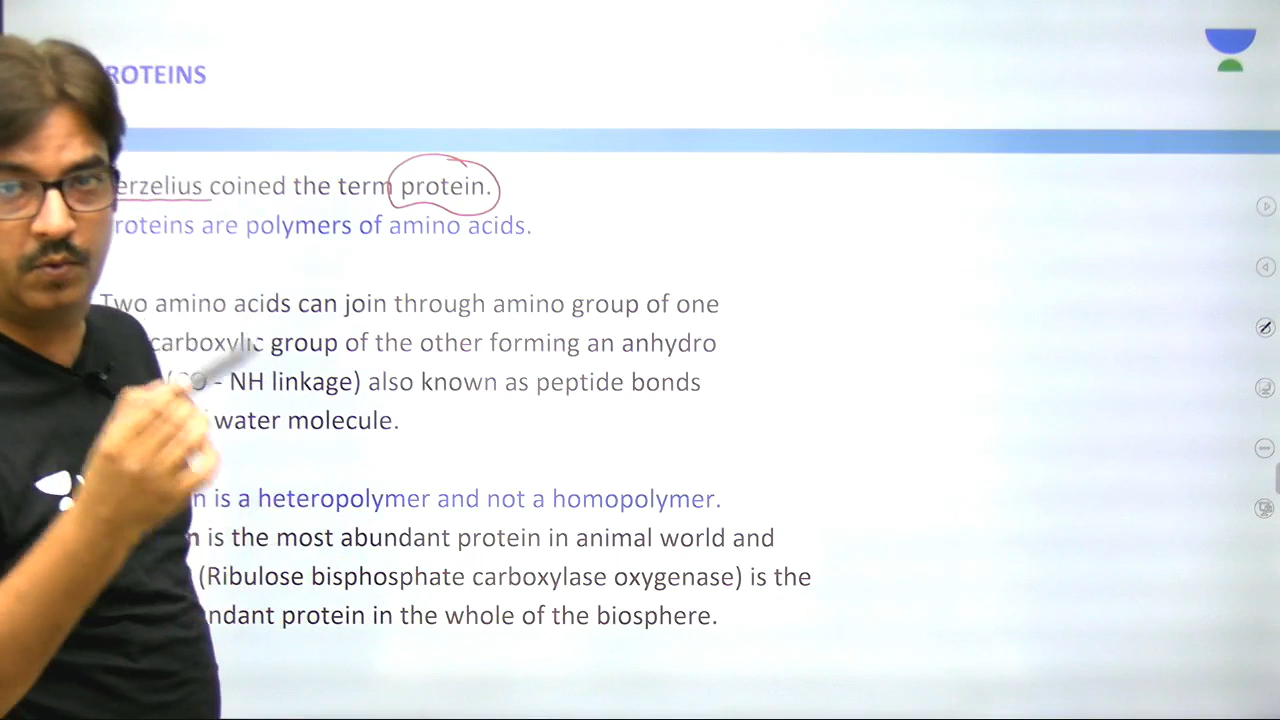 ROTEINS
erzelius coined the term protein.
roteins are polymers of amino acids.
Two amino acids can join through amino group of one
carboxylic group of the other forming an anhydro
(CO - NH linkage) also known as peptide bonds
water molecule.
n is a heteropolymer and not a homopolymer.
n is the most abundant protein in animal world and
(Ribulose bisphosphate carboxylase oxygenase) is the
ndant protein in the whole of the biosphere.